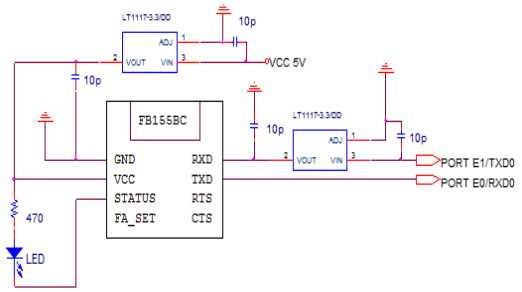 LT1117-3.3/DD
10p
ADJ 1
2 VOUT VIN 3
VCC 5V
10p
FB155BC
10p
LT1117-3.3/DD
ADJ 1
10p
2 VOUT VIN 3
GND RXD
PORT E1/TXD0
VCC TXD
PORT E0/RXD0
STATUS RTS
470
FA_SET CTS
LED